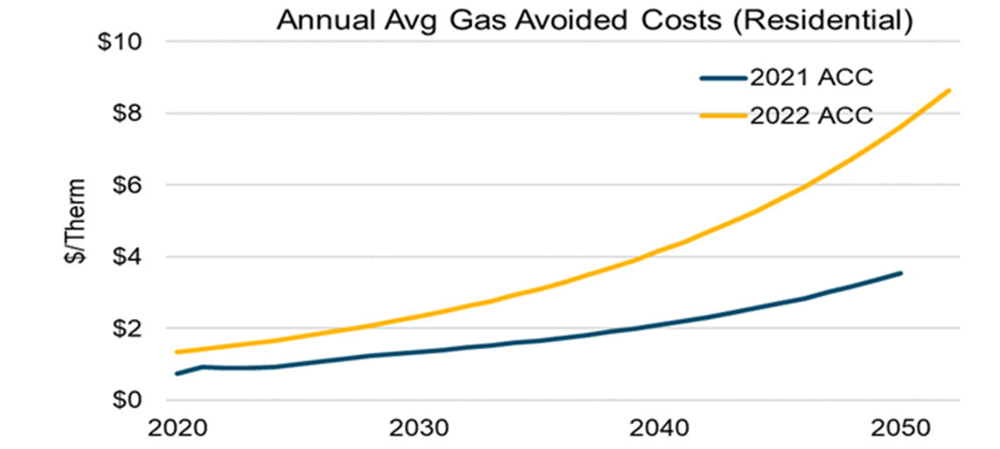 Annual Avg Gas Avoided Costs (Residential)
$10
2021 ACC
$8
2022 ACC
$6
$/Therm
$4
$2
$0
2020 2030 2040 2050